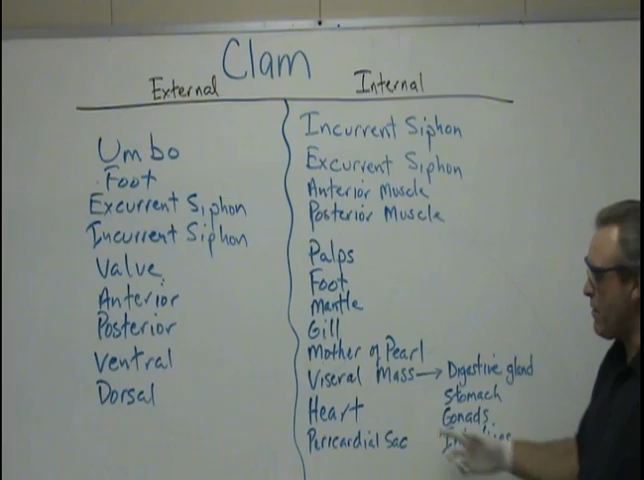 Clam
External
Umbo
Foot
Excurrent Siphon
Incurrent Siphon
Valve
Anterior
Posterior
Ventral
Dorsal
Internal
Incurrent Siphon
Excurrent Siphon
Anterior Muscle
Posterior Muscle
Palps
Foot
Mantle
Gill
Mother of Pearl
Visceral Mass → Digestive gland
Stomach
Gonads
Heart
Pericardial Sac